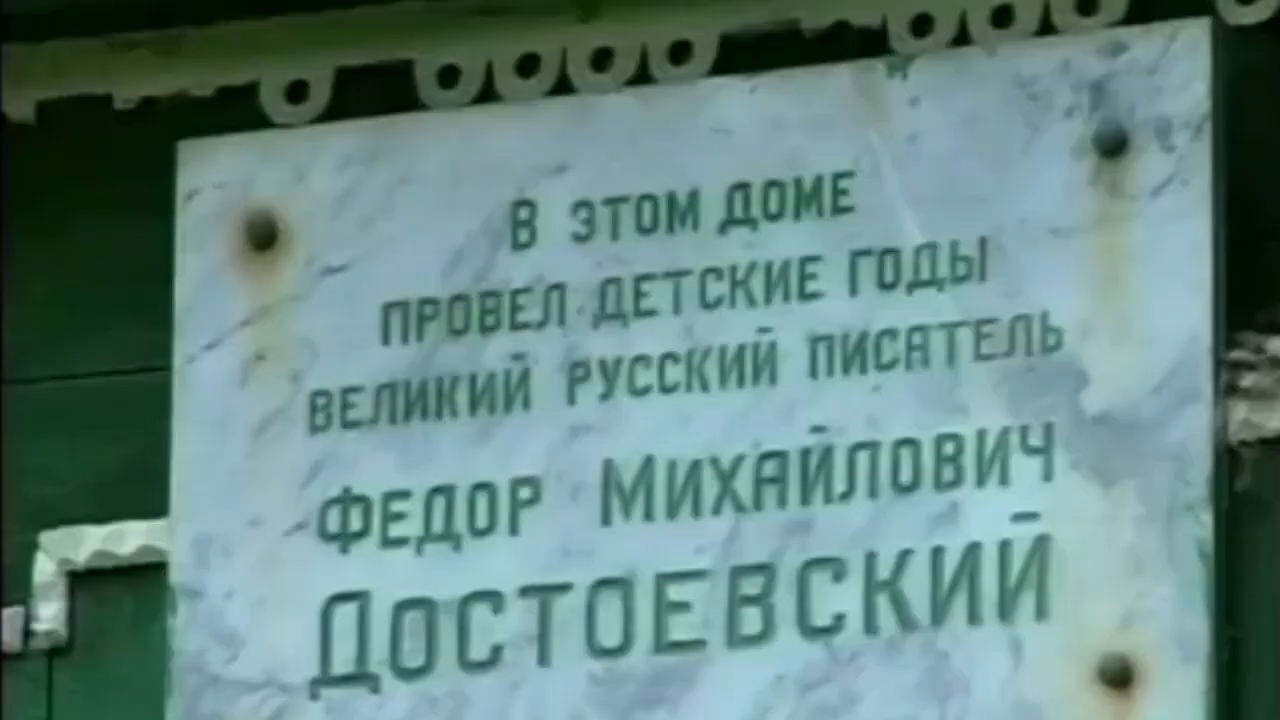 В ЭТОМ ДОМЕ
ПРОВЕЛ ДЕТСКИЕ ГОДЫ
ВЕЛИКИЙ РУССКИЙ ПИСАТЕЛЬ
ФЕДОР МИХАЙЛОВИЧ
ДОСТОЕВСКИЙ